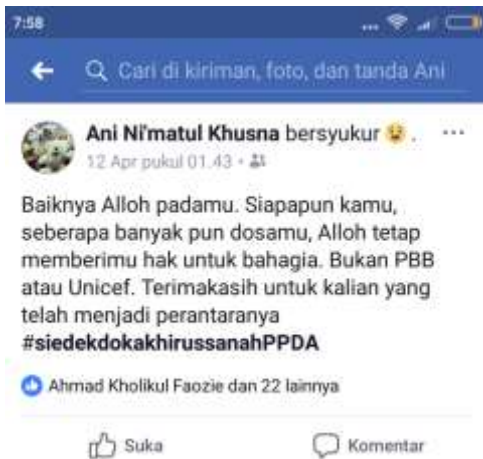 7:58
Cari di kiriman, foto, dan tanda Ani
Ani Ni'matul Khusna bersyukur 😉 .
12 Apr pukul 01.43
Baiknya Alloh padamu. Siapapun kamu,
seberapa banyak pun dosamu, Alloh tetap
memberimu hak untuk bahagia. Bukan PBB
atau Unicef. Terimakasih untuk kalian yang
telah menjadi perantaranya
#siedekdokakhirussanahPPDA
Ahmad Kholikul Faozie dan 22 lainnya
Suka Komentar